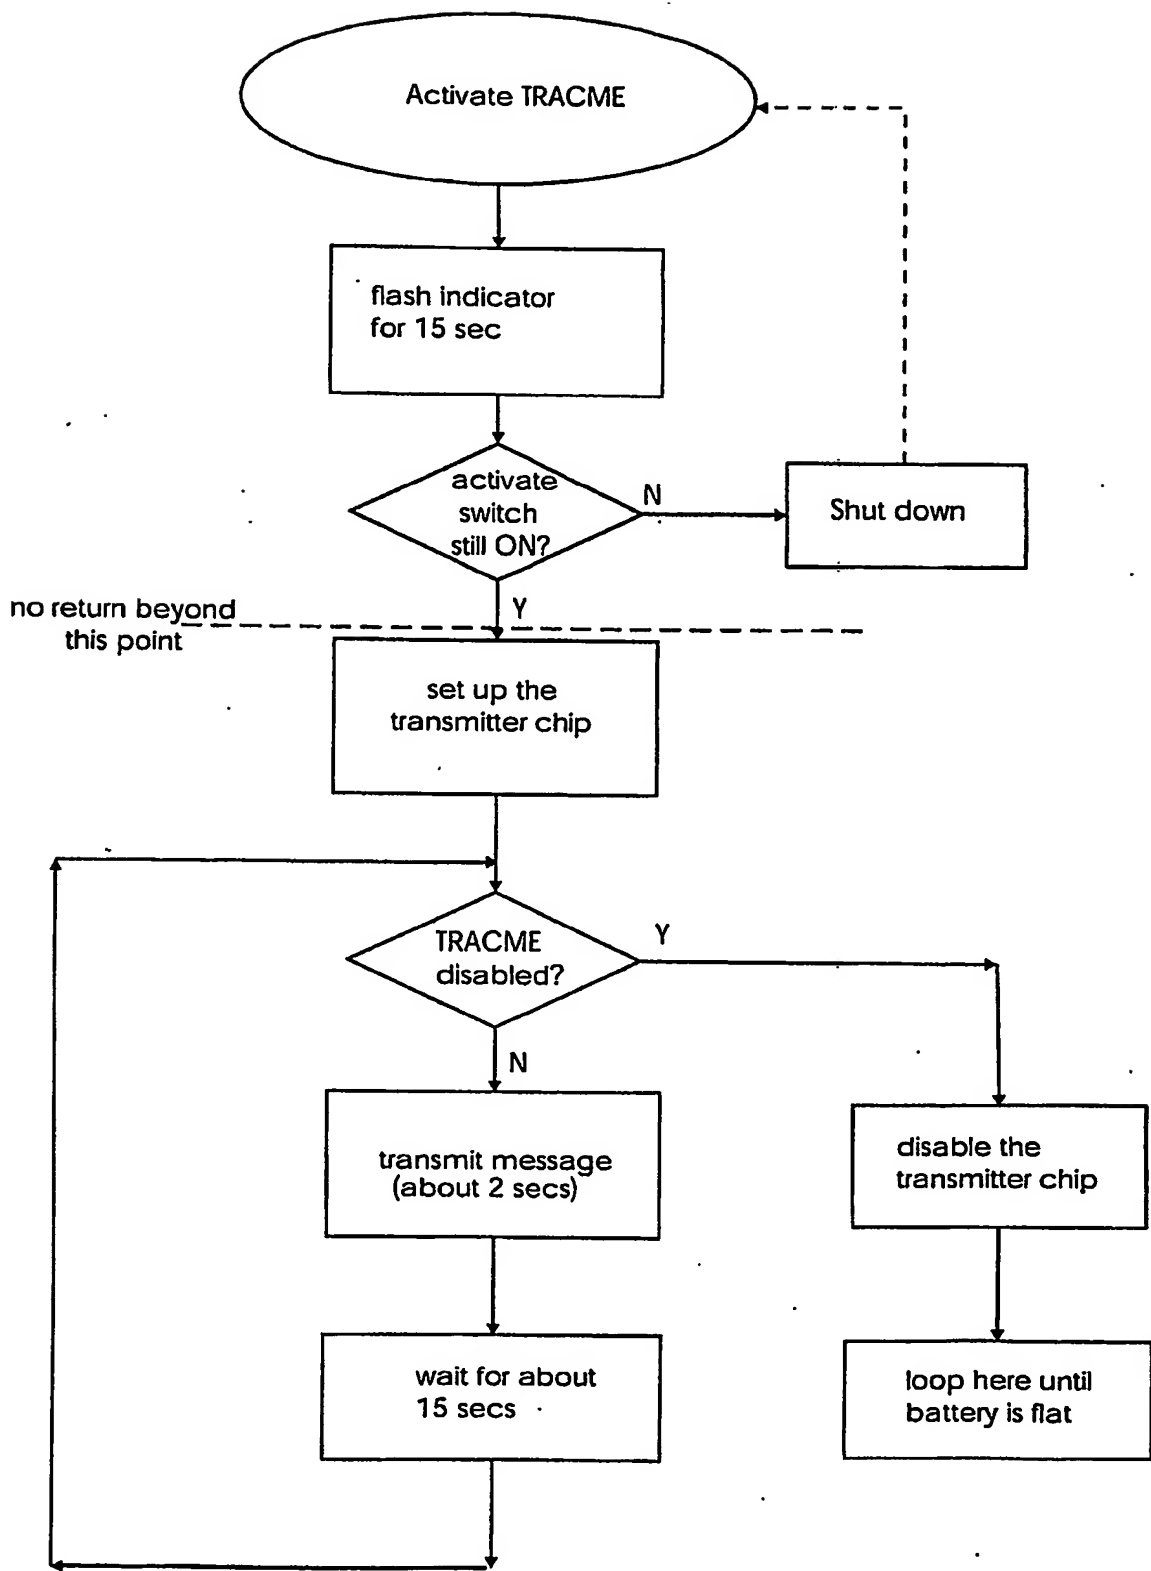 Activate TRACME
flash indicator
for 15 sec
activate
switch
still ON?
N
Shut down
Y
no return beyond
this point
set up the
transmitter chip
TRACME
disabled?
Y
N
transmit message
(about 2 secs)
disable the
transmitter chip
wait for about
15 secs
loop here until
battery is flat